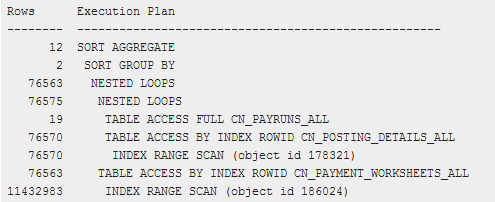 Rows     Execution Plan
-------- ----------------------------------------------------
      12 SORT AGGREGATE
       2  SORT GROUP BY
   76563   NESTED LOOPS
   76575    NESTED LOOPS
      19     TABLE ACCESS FULL CN_PAYRUNS_ALL
   76570     TABLE ACCESS BY INDEX ROWID CN_POSTING_DETAILS_ALL
   76570      INDEX RANGE SCAN (object id 178321)
   76563    TABLE ACCESS BY INDEX ROWID CN_PAYMENT_WORKSHEETS_ALL
11432983     INDEX RANGE SCAN (object id 186024)